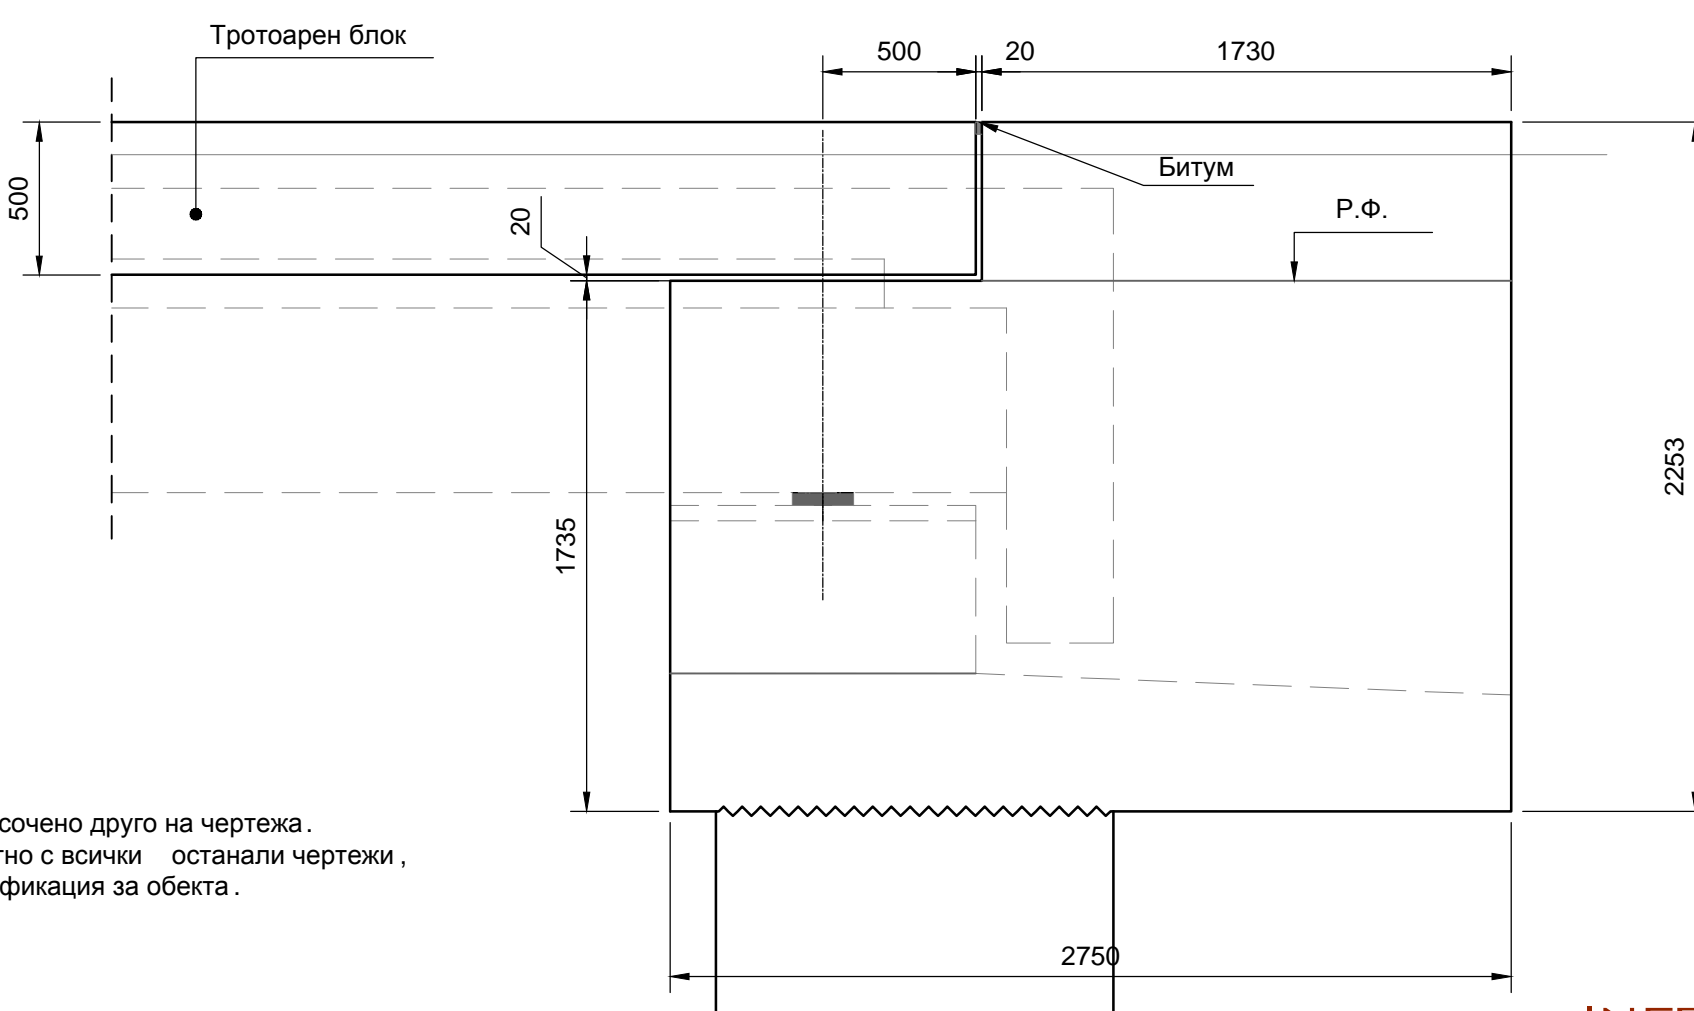 Тротоарен блок
500
20
1730
Битум
500
20
Р.Ф.
2253
1735
сочено друго на чертежа.
тно с всички останали чертежи,
фикация за обекта.
2750